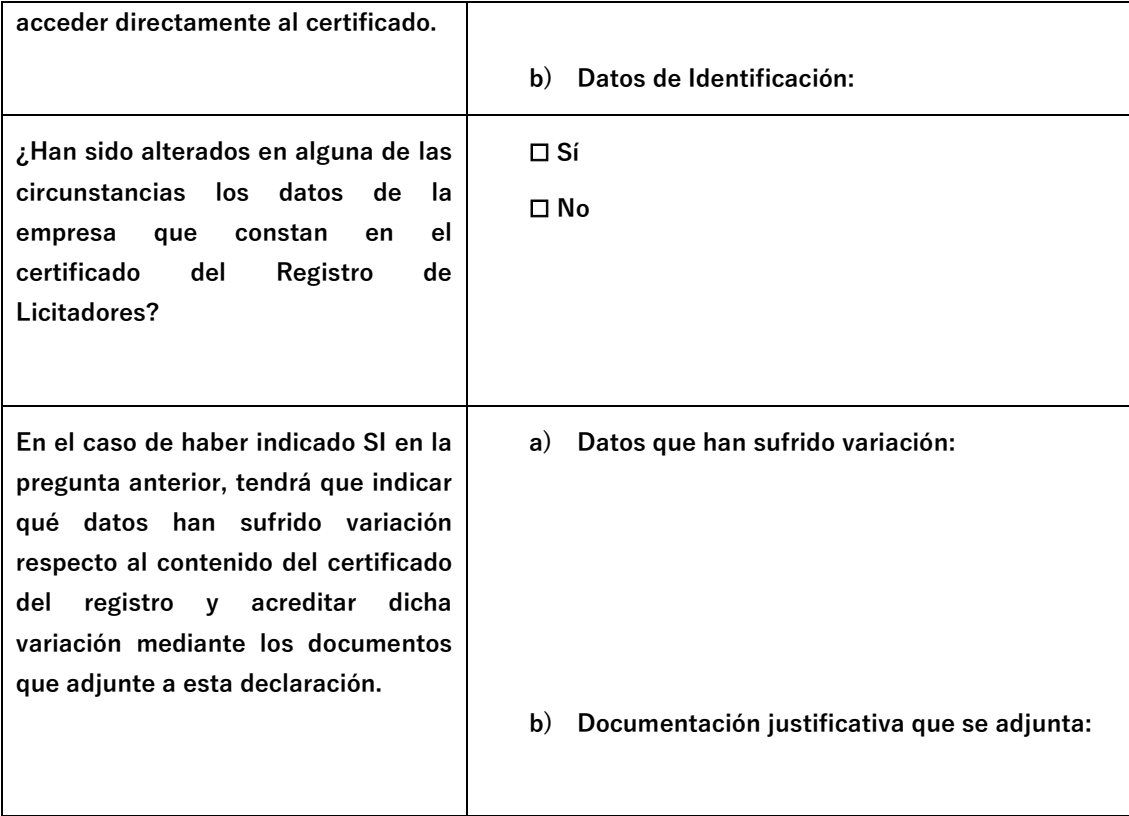 acceder directamente al certificado.
b) Datos de Identificación:
¿Han sido alterados en alguna de las
circunstancias los datos de la
empresa que constan en el
certificado del Registro de
Licitadores?
☐ Sí
☐ No
En el caso de haber indicado SI en la
pregunta anterior, tendrá que indicar
qué datos han sufrido variación
respecto al contenido del certificado
del registro y acreditar dicha
variación mediante los documentos
que adjunte a esta declaración.
a) Datos que han sufrido variación:
b) Documentación justificativa que se adjunta: